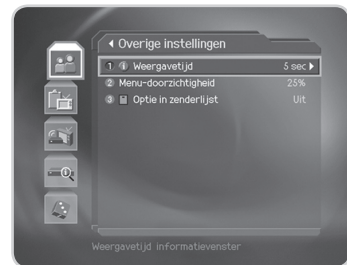 Overige instellingen
1 Weergavetijd 5 sec
2 Menu-doorzichtigheid 25%
3 Optie in zenderlijst Uit
Weergavetijd informatievenster